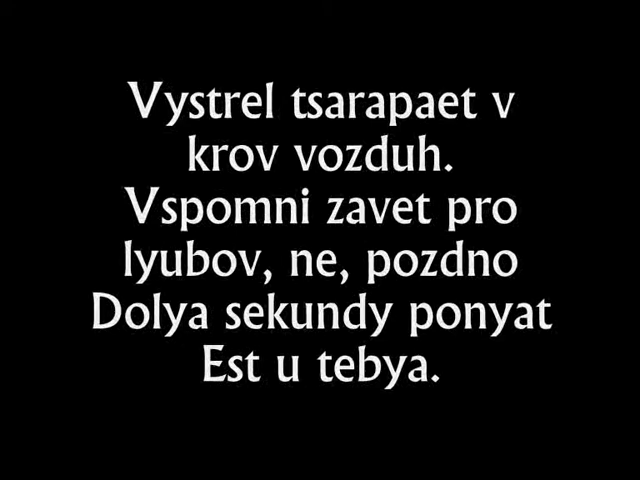 Vystrel tsarapaet v
krov vozduh.
Vspomni zavet pro
lyubov, ne, pozdno
Dolya sekundy ponyat
Est u tebya.